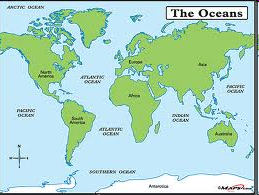 ARCTIC OCEAN
The Oceans
North
America
Europe
Asia
ATLANTIC
OCEAN
PACIFIC
OCEAN
Africa
PACIFIC
OCEAN
South
America
ATLANTIC
OCEAN
INDIAN
OCEAN
Australia
N
SOUTHERN OCEAN
Antarctica